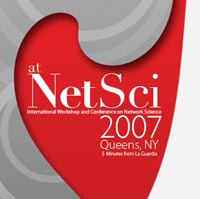 at
NetSci
International Workshop and Conference on Network Science
2007
Queens, NY
5 Minutes from La Guardia